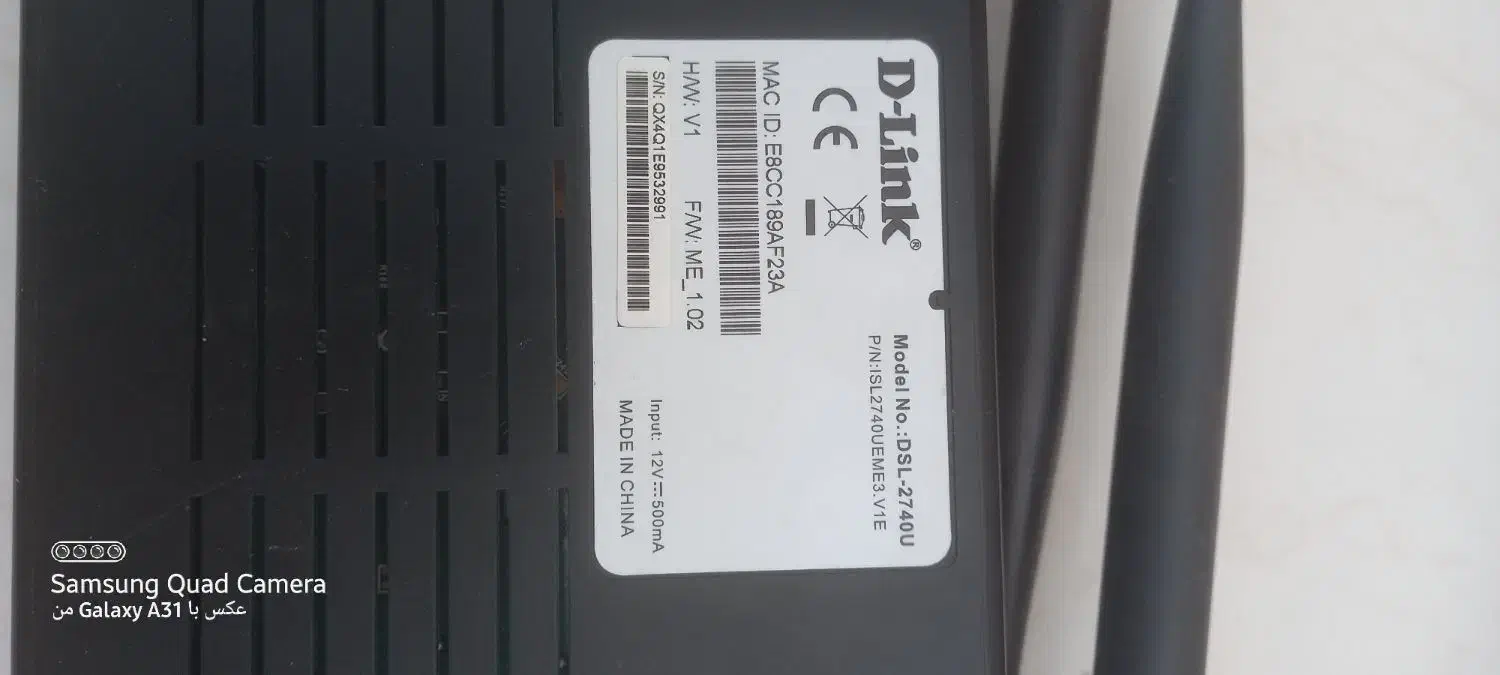 D-Link®
Model No.:DSL-2740U
P/N:ISL2740UEME3.V1E
CE
MAC ID: E8CC189AF23A
H/W: V1 F/W: ME_1.02
S/N: QX4Q1E9532991
Input: 12V⎓500mA
MADE IN CHINA
Samsung Quad Camera
عکس با Galaxy A31 من